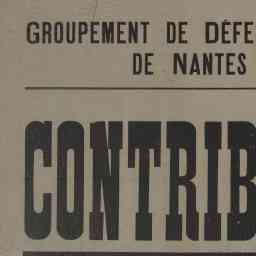 GROUPEMENT DE DÉFE
DE NANTES
CONTRIB